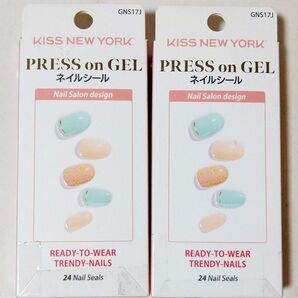 GNS17J
KISS NEW YORK
PRESS on GEL
ネイルシール
Nail Salon design
READY-TO-WEAR
TRENDY-NAILS
24 Nail Seals
GNS17J
KISS NEW YORK
PRESS on GEL
ネイルシール
Nail Salon design
READY-TO-WEAR
TRENDY-NAILS
24 Nail Seals